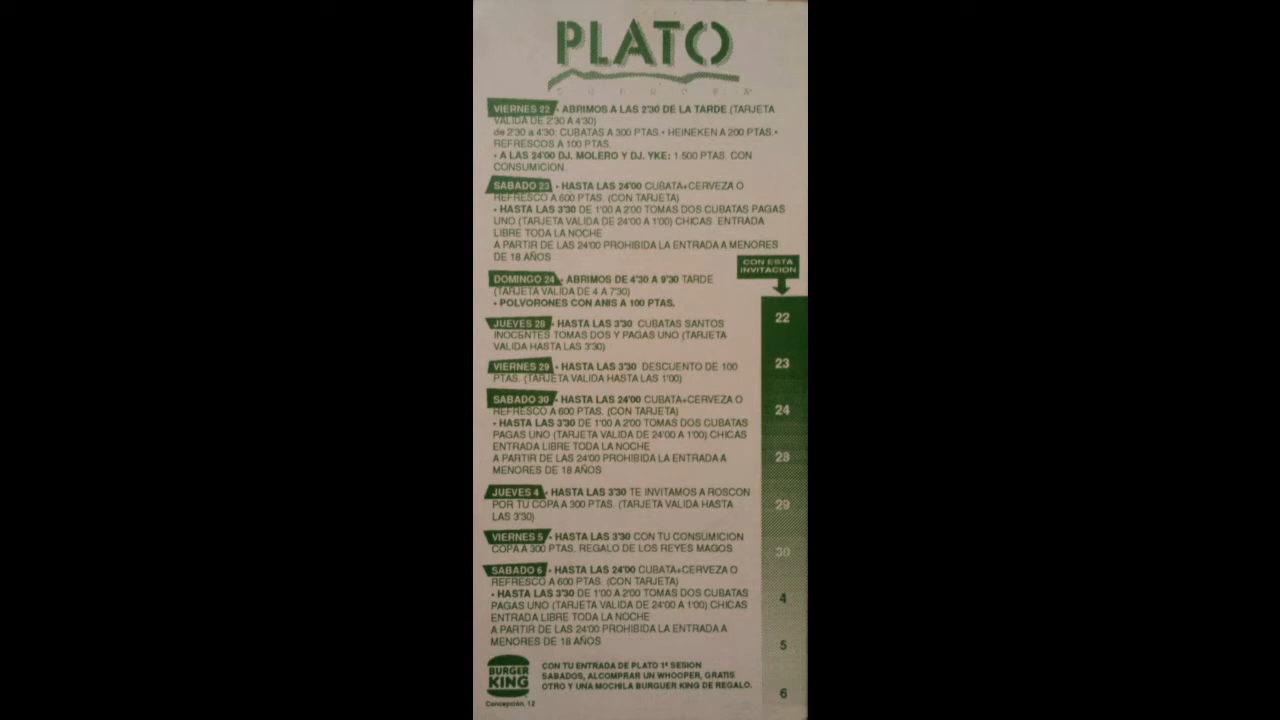 PLATO
CORDOBA
VIERNES 22 • ABRIMOS A LAS 2'30 DE LA TARDE (TARJETA
VALIDA DE 2'30 A 4'30)
de 2'30 a 4'30: CUBATAS A 300 PTAS.• HEINEKEN A 200 PTAS.•
REFRESCOS A 100 PTAS.
• A LAS 24'00 DJ. MOLERO Y DJ. YKE: 1.500 PTAS. CON
CONSUMICION.
SABADO 23 • HASTA LAS 24'00 CUBATA+CERVEZA O
REFRESCO A 600 PTAS. (CON TARJETA)
• HASTA LAS 3'30 DE 1'00 A 2'00 TOMAS DOS CUBATAS PAGAS
UNO (TARJETA VALIDA DE 24'00 A 1'00) CHICAS ENTRADA
LIBRE TODA LA NOCHE
A PARTIR DE LAS 24'00 PROHIBIDA LA ENTRADA A MENORES
DE 18 AÑOS
CON ESTA
INVITACION
DOMINGO 24 • ABRIMOS DE 4'30 A 9'30 TARDE
(TARJETA VALIDA DE 4 A 7'30)
• POLVORONES CON ANIS A 100 PTAS.
JUEVES 28 • HASTA LAS 3'30 CUBATAS SANTOS
INOCENTES TOMAS DOS Y PAGAS UNO (TARJETA
VALIDA HASTA LAS 3'30)
VIERNES 29 • HASTA LAS 3'30 DESCUENTO DE 100
PTAS. (TARJETA VALIDA HASTA LAS 1'00)
SABADO 30 • HASTA LAS 24'00 CUBATA+CERVEZA O
REFRESCO A 600 PTAS. (CON TARJETA)
• HASTA LAS 3'30 DE 1'00 A 2'00 TOMAS DOS CUBATAS
PAGAS UNO (TARJETA VALIDA DE 24'00 A 1'00) CHICAS
ENTRADA LIBRE TODA LA NOCHE
A PARTIR DE LAS 24'00 PROHIBIDA LA ENTRADA A
MENORES DE 18 AÑOS
JUEVES 4 • HASTA LAS 3'30 TE INVITAMOS A ROSCON
POR TU COPA A 300 PTAS. (TARJETA VALIDA HASTA
LAS 3'30)
VIERNES 5 • HASTA LAS 3'30 CON TU CONSUMICION
COPA A 300 PTAS. REGALO DE LOS REYES MAGOS
SABADO 6 • HASTA LAS 24'00 CUBATA+CERVEZA O
REFRESCO A 600 PTAS. (CON TARJETA)
• HASTA LAS 3'30 DE 1'00 A 2'00 TOMAS DOS CUBATAS
PAGAS UNO (TARJETA VALIDA DE 24'00 A 1'00) CHICAS
ENTRADA LIBRE TODA LA NOCHE
A PARTIR DE LAS 24'00 PROHIBIDA LA ENTRADA A
MENORES DE 18 AÑOS
22
23
24
28
29
30
4
5
6
BURGER
KING
Concepción, 12
CON TU ENTRADA DE PLATO 1ª SESION
SABADOS, ALCOMPRAR UN WHOOPER, GRATIS
OTRO Y UNA MOCHILA BURGUER KING DE REGALO.